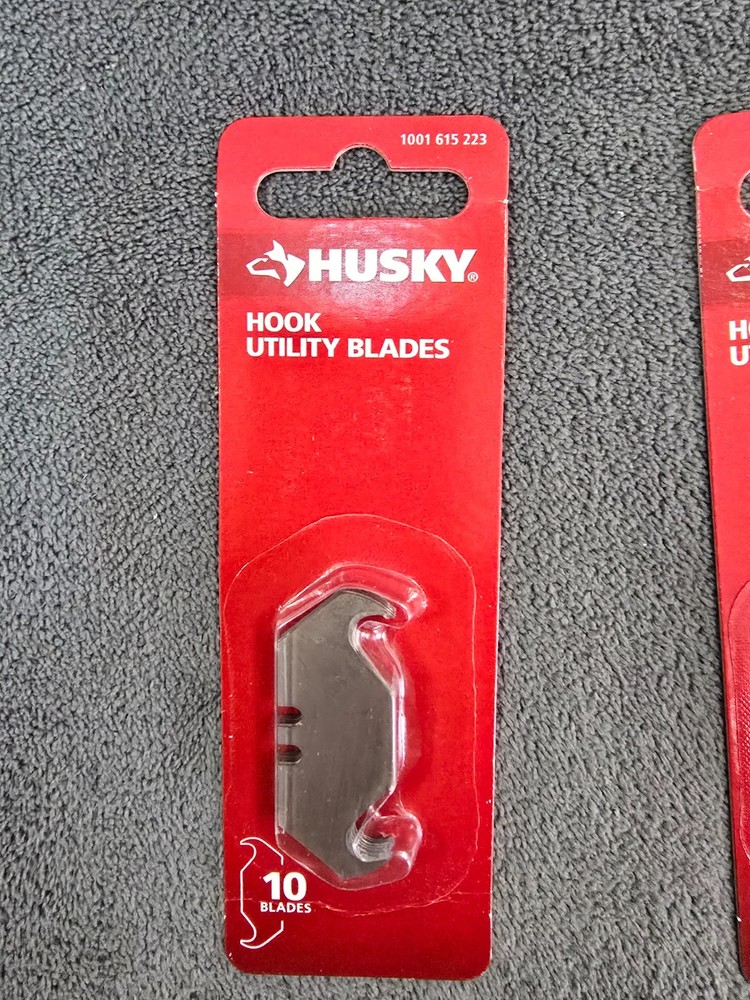 1001 615 223
HUSKY®
HOOK
UTILITY BLADES
10
BLADES
H
U